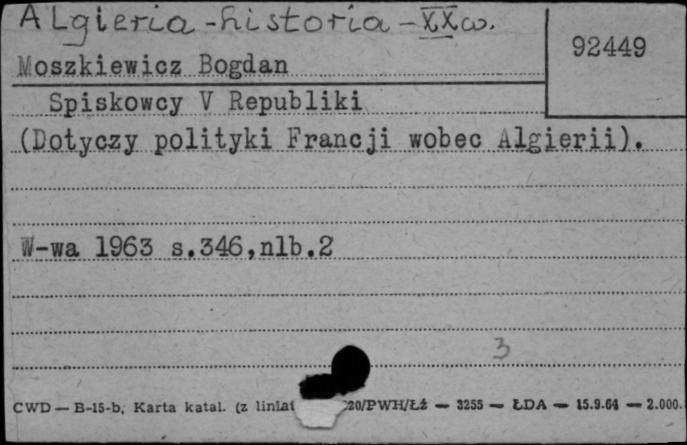 Algieria - historia - XXw.
92449
Moszkiewicz Bogdan
Spiskowcy V Republiki
(Dotyczy polityki Francji wobec Algierii).
W-wa 1963 s.346,nlb.2
3
CWD — B-15-b, Karta katal. (z 20/PWH/Łż — 3255 — ŁDA — 15.9.64 — 2.000.